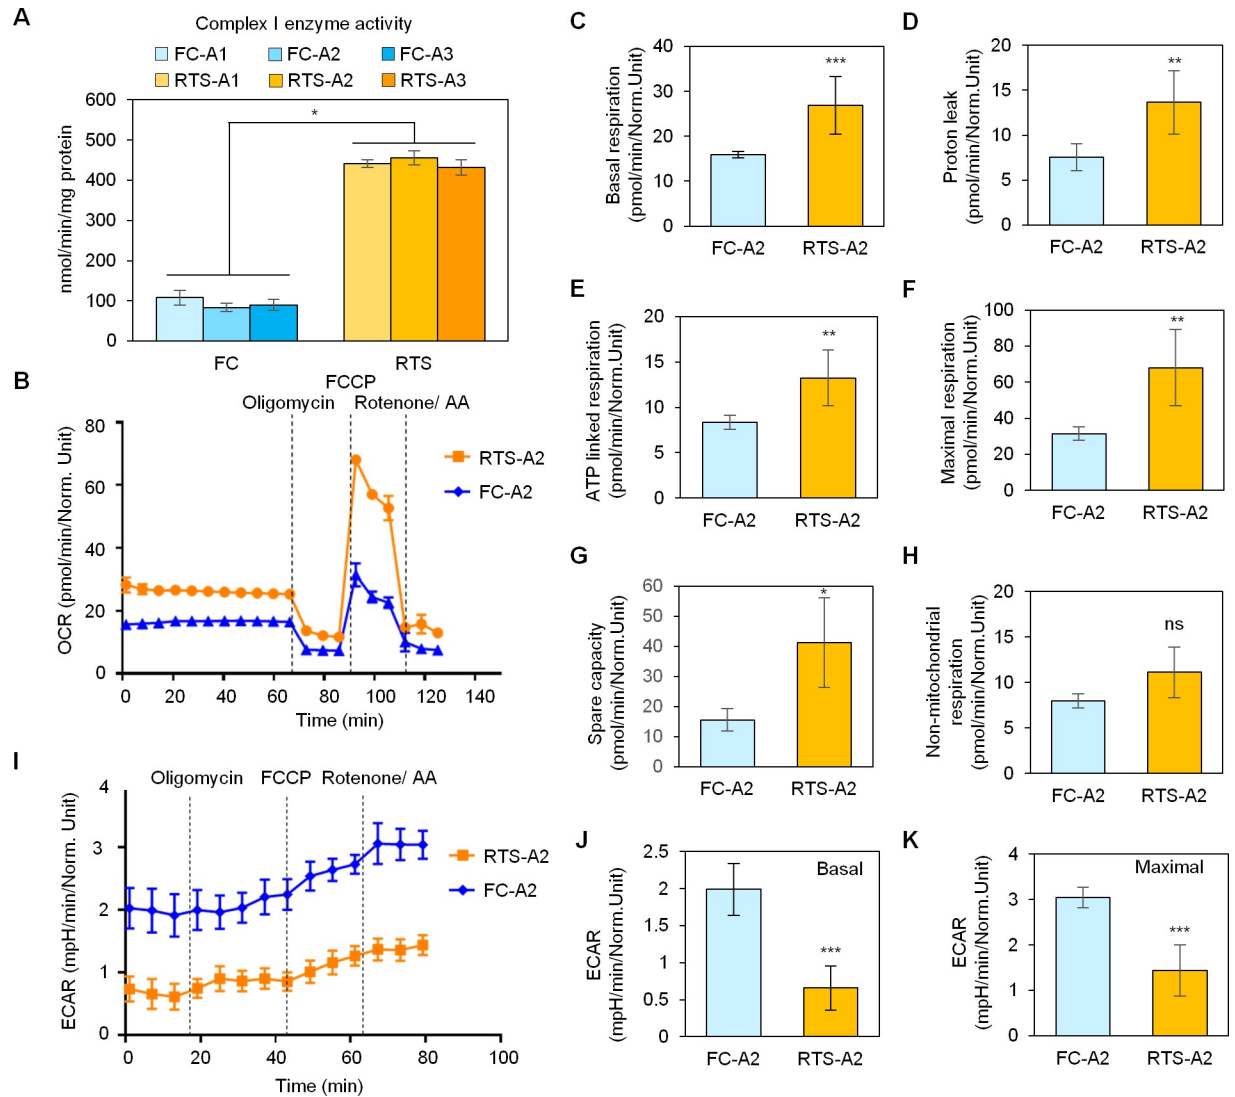 A
Complex I enzyme activity
FC-A1 FC-A2 FC-A3
RTS-A1 RTS-A2 RTS-A3
nmol/min/mg protein
600
500
400
300
200
100
0
*
FC RTS
B
FCCP
Oligomycin Rotenone/ AA
OCR (pmol/min/Norm. Unit)
80
60
40
20
0
RTS-A2
FC-A2
0 20 40 60 80 100 120 140
Time (min)
I
Oligomycin FCCP Rotenone/ AA
ECAR (mpH/min/Norm. Unit)
4
3
2
1
0
RTS-A2
FC-A2
0 20 40 60 80 100
Time (min)
C
Basal respiration
(pmol/min/Norm.Unit)
40
30
20
10
0
***
FC-A2 RTS-A2
D
Proton leak
(pmol/min/Norm.Unit)
20
15
10
5
0
**
FC-A2 RTS-A2
E
ATP linked respiration
(pmol/min/Norm.Unit)
20
15
10
5
0
**
FC-A2 RTS-A2
F
Maximal respiration
(pmol/min/Norm.Unit)
100
80
60
40
20
0
**
FC-A2 RTS-A2
G
Spare capacity
(pmol/min/Norm.Unit)
60
50
40
30
20
10
0
*
FC-A2 RTS-A2
H
Non-mitochondrial
respiration
(pmol/min/Norm.Unit)
20
15
10
5
0
ns
FC-A2 RTS-A2
J
ECAR
(mpH/min/Norm.Unit)
2.5
2
1.5
1
0.5
0
Basal
***
FC-A2 RTS-A2
K
ECAR
(mpH/min/Norm.Unit)
4
3
2
1
0
Maximal
***
FC-A2 RTS-A2